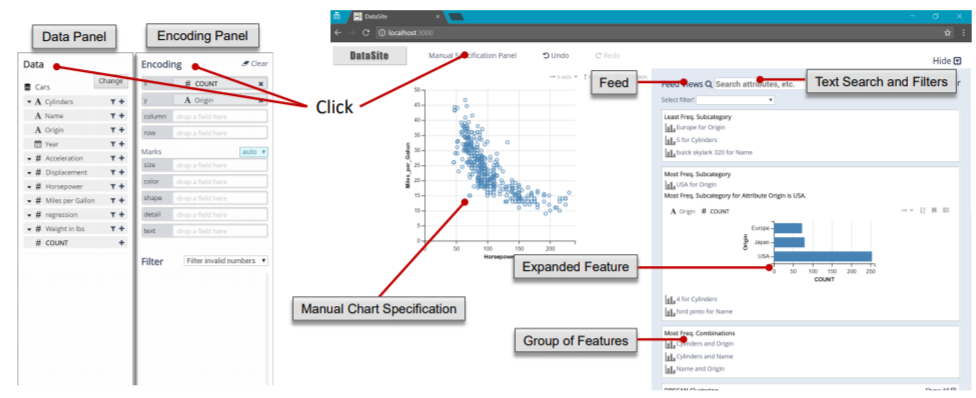 Data Panel
Encoding Panel
DataSite
localhost:3000
DataSite
Manual Specification Panel
Undo
Redo
Hide
Data
Cars
Change
A Cylinders
A Name
A Origin
Year
# Acceleration
# Displacement
# Horsepower
# Miles per Gallon
# regression
# Weight in lbs
# COUNT
Encoding
Clear
# COUNT
y A Origin
column drop a field here
row drop a field here
Marks auto
size drop a field here
color drop a field here
shape drop a field here
detail drop a field here
text drop a field here
Filter Filter invalid numbers
Click
50
45
40
35
30
25
20
15
10
5
0
Miles_per_Gallon
50 100 150 200
Horsepower
Manual Chart Specification
Feed
Text Search and Filters
Feed Views Search attributes, etc.
Select filter!
Least Freq. Subcategory
Europe for Origin
5 for Cylinders
buick skylark 320 for Name
Most Freq. Subcategory
USA for Origin
Most Freq. Subcategory for Attribute Origin is USA.
A Origin # COUNT
Origin
Europe
Japan
USA
0 50 100 150 200 250
COUNT
Expanded Feature
4 for Cylinders
ford pinto for Name
Group of Features
Most Freq. Combinations
Cylinders and Origin
Cylinders and Name
Name and Origin